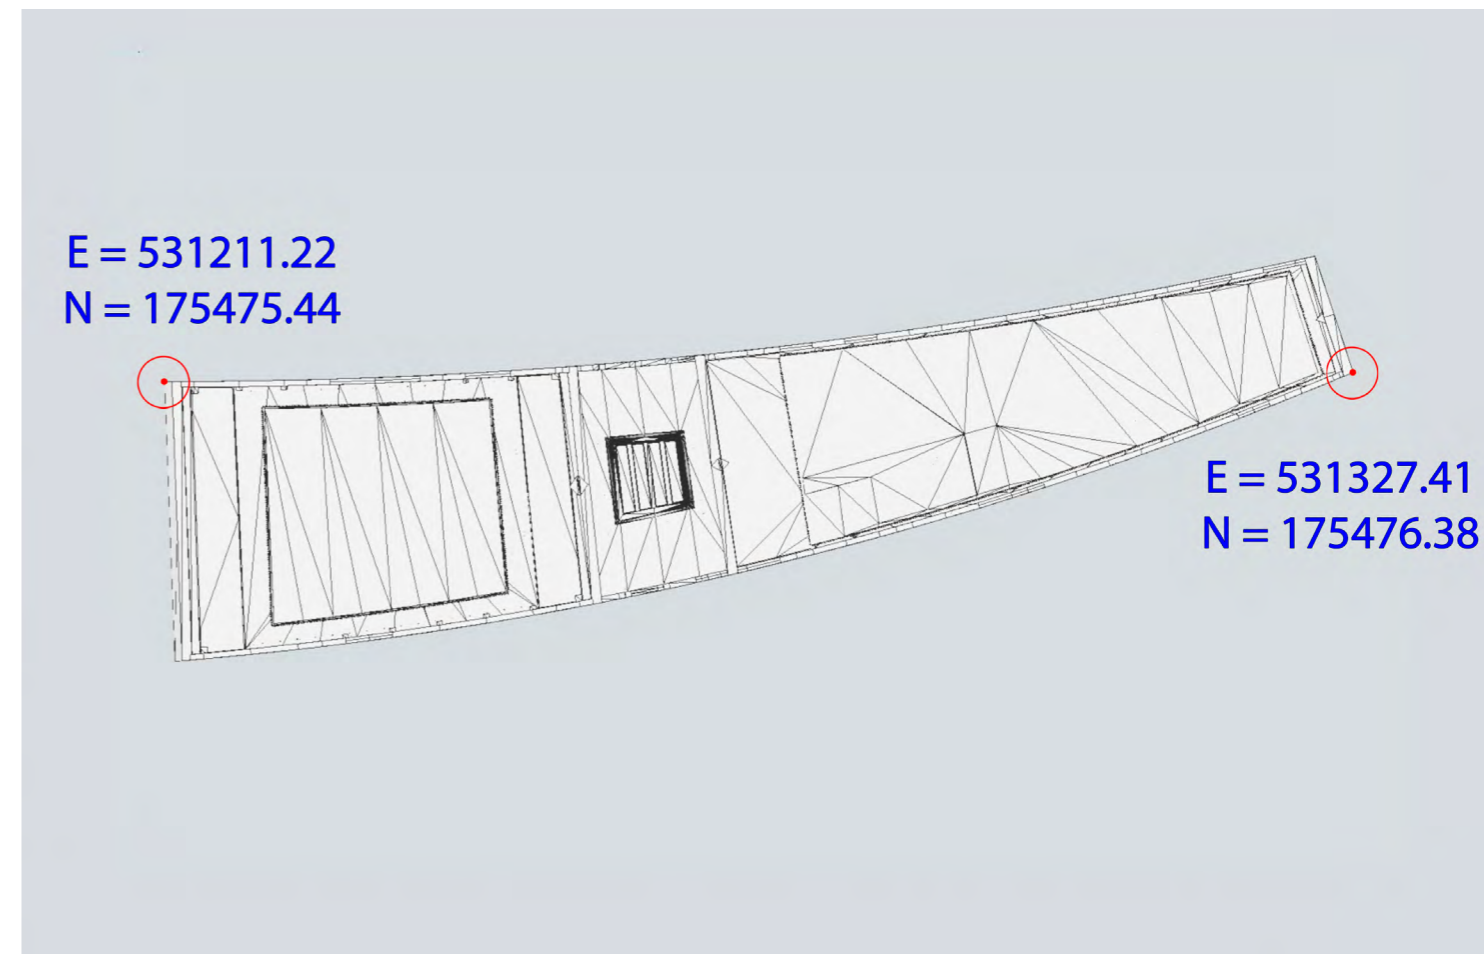 E = 531211.22
N = 175475.44
E = 531327.41
N = 175476.38